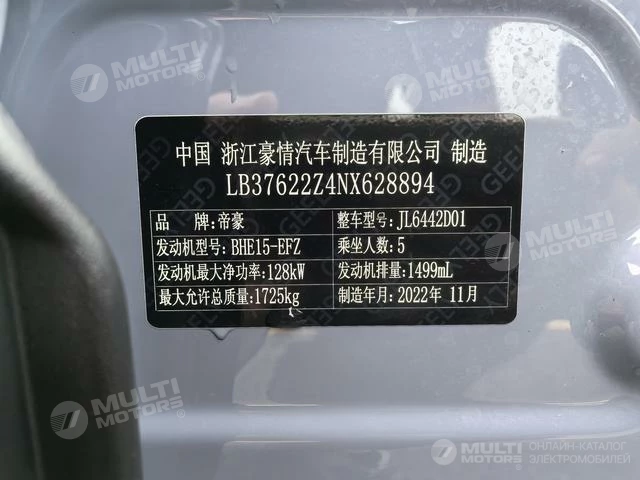 MULTI
MOTORS
MULTI
MOTORS
中国 浙江豪情汽车制造有限公司 制造
LB37622Z4NX628894
品 牌:帝豪 整车型号:JL6442D01
发动机型号:BHE15-EFZ 乘坐人数:5
发动机最大净功率:128kW 发动机排量:1499mL
最大允许总质量:1725kg 制造年月:2022年 11月
MULTI
MOTORS
MULTI
MOTORS
ОНЛАЙН-КАТАЛОГ
ЭЛЕКТРОМОБИЛЕЙ